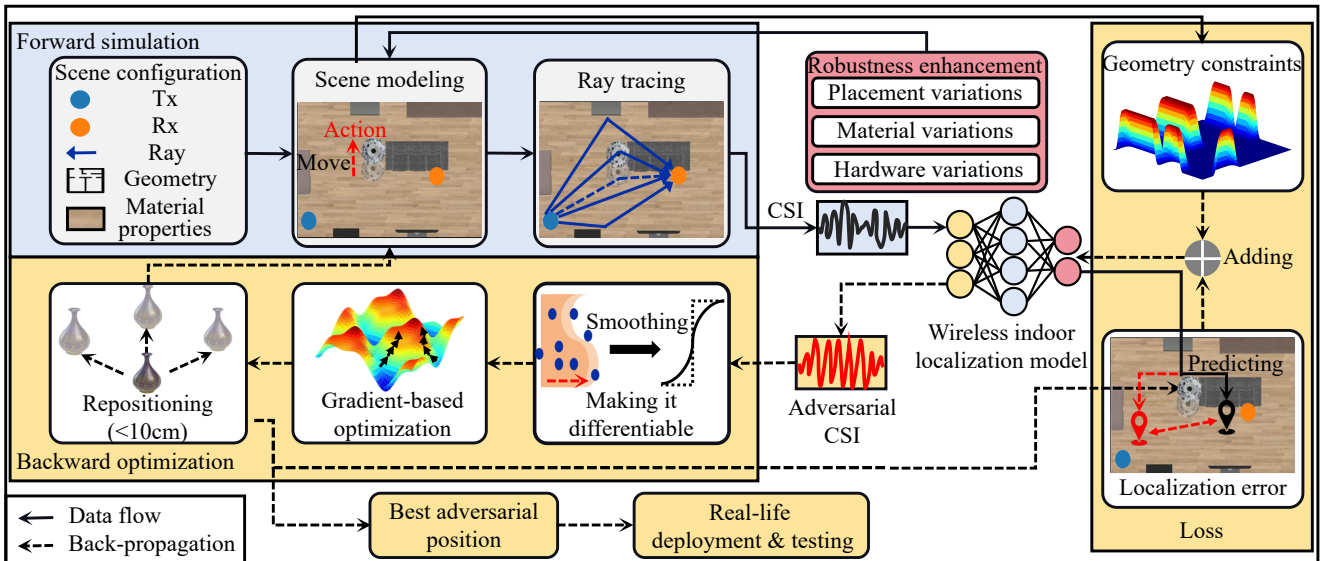 Forward simulation
Scene configuration
Tx
Rx
Ray
Geometry
Material
properties
Scene modeling
Action
Move
Ray tracing
Robustness enhancement
Placement variations
Material variations
Hardware variations
Geometry constraints
CSI
Adding
Wireless indoor
localization model
Repositioning
(<10cm)
Gradient-based
optimization
Smoothing
Making it
differentiable
Adversarial
CSI
Predicting
Localization error
Loss
Backward optimization
Data flow
Back-propagation
Best adversarial
position
Real-life
deployment & testing